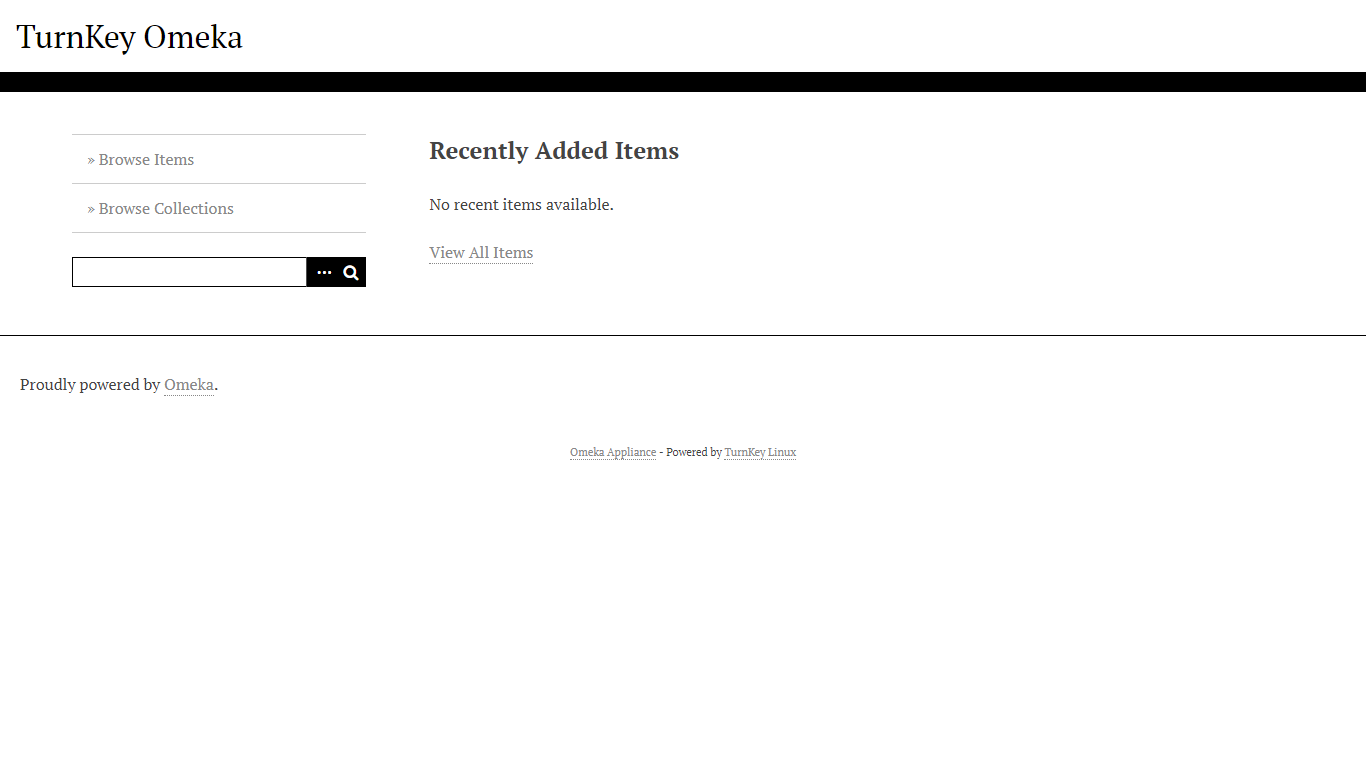 TurnKey Omeka
» Browse Items
» Browse Collections
Recently Added Items
No recent items available.
View All Items
Proudly powered by Omeka.
Omeka Appliance - Powered by TurnKey Linux